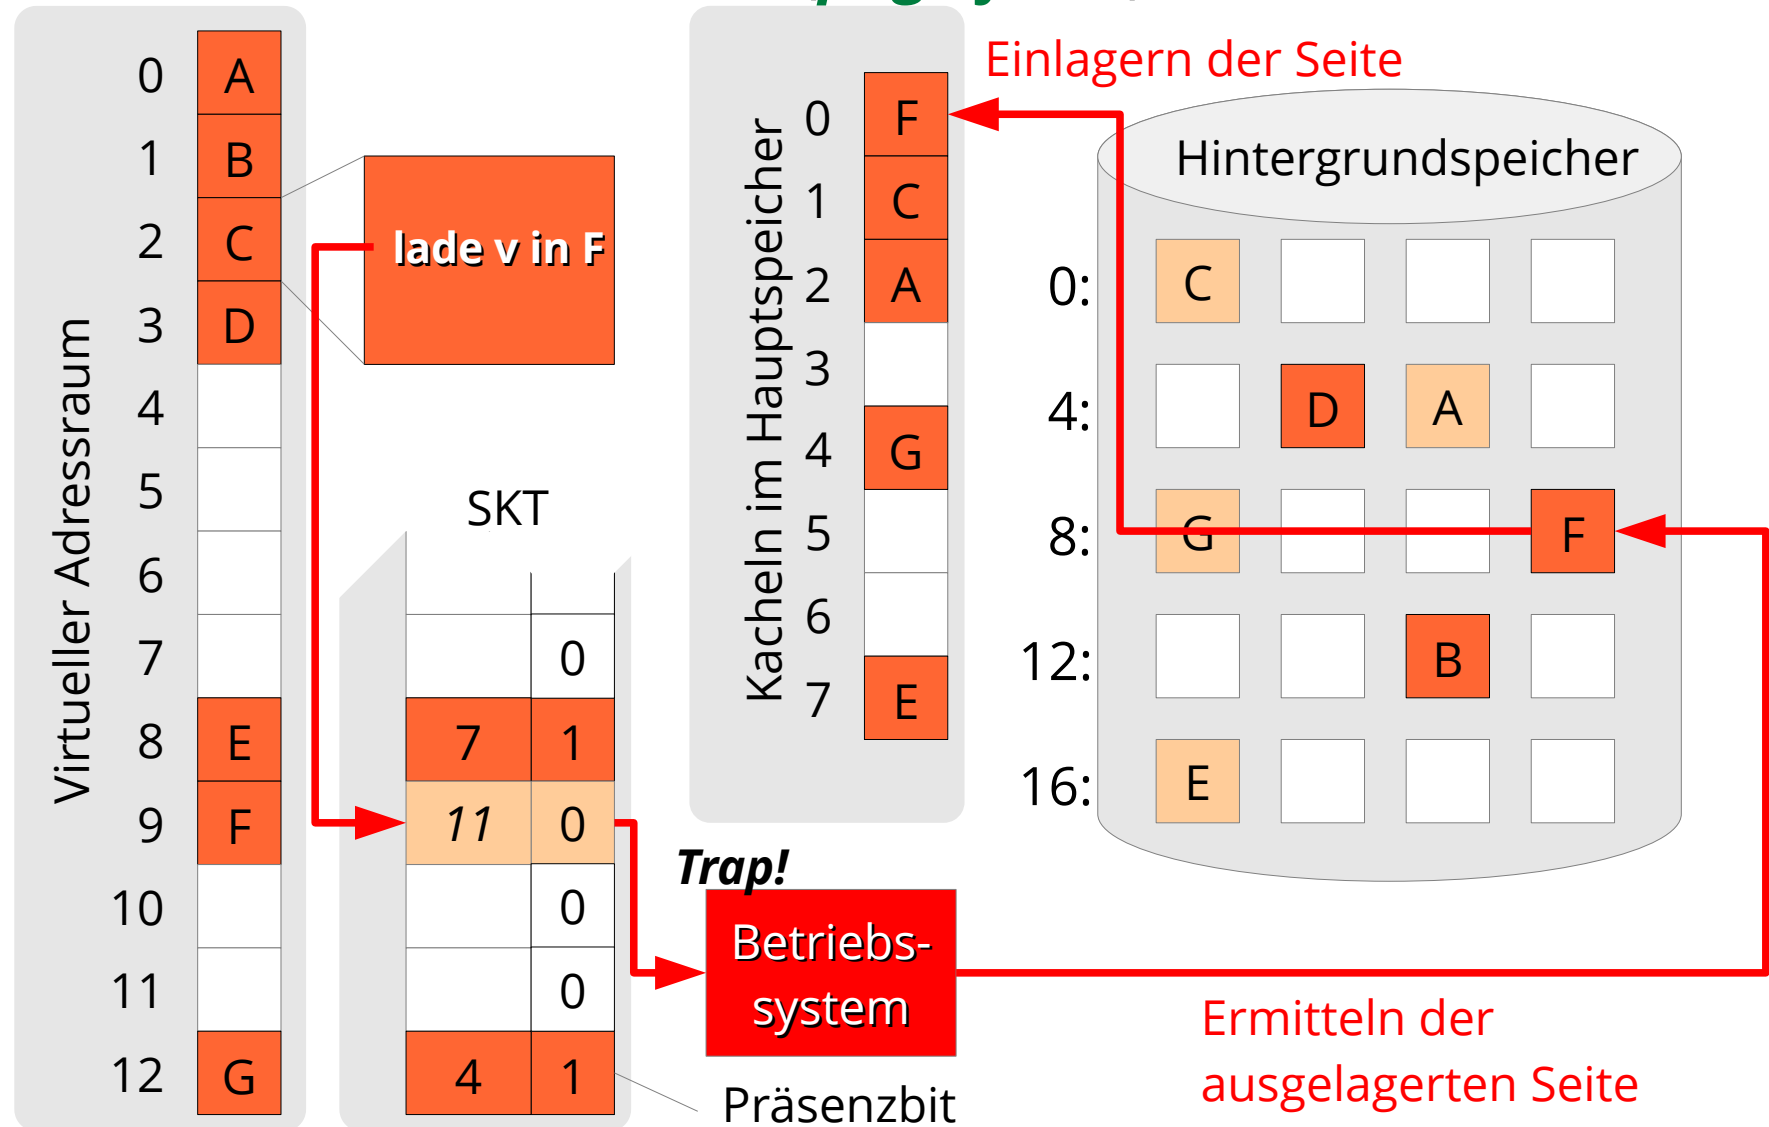 Einlagern der Seite
Virtueller Adressraum
0 A
1 B
2 C
3 D
4
5
6
7
8 E
9 F
10
11
12 G
lade v in F
SKT
0
7 1
11 0
0
0
4 1
Präsenzbit
Kacheln im Hauptspeicher
0 F
1 C
2 A
3
4 G
5
6
7 E
Hintergrundspeicher
0: C
4: D A
8: G F
12: B
16: E
Trap!
Betriebs-
system
Ermitteln der
ausgelagerten Seite